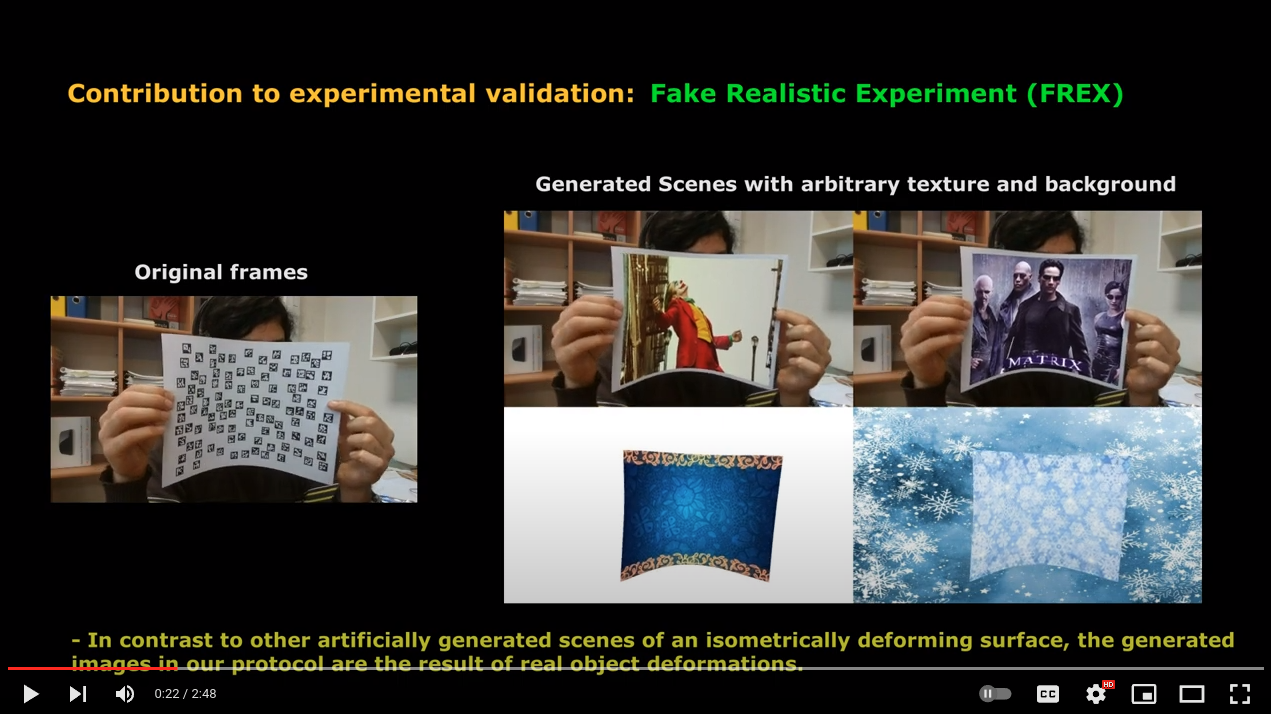 Contribution to experimental validation: Fake Realistic Experiment (FREX)
Generated Scenes with arbitrary texture and background
Original frames
MATRIX
- In contrast to other artificially generated scenes of an isometrically deforming surface, the generated
images in our protocol are the result of real object deformations.
0:22 / 2:48
CC
HD